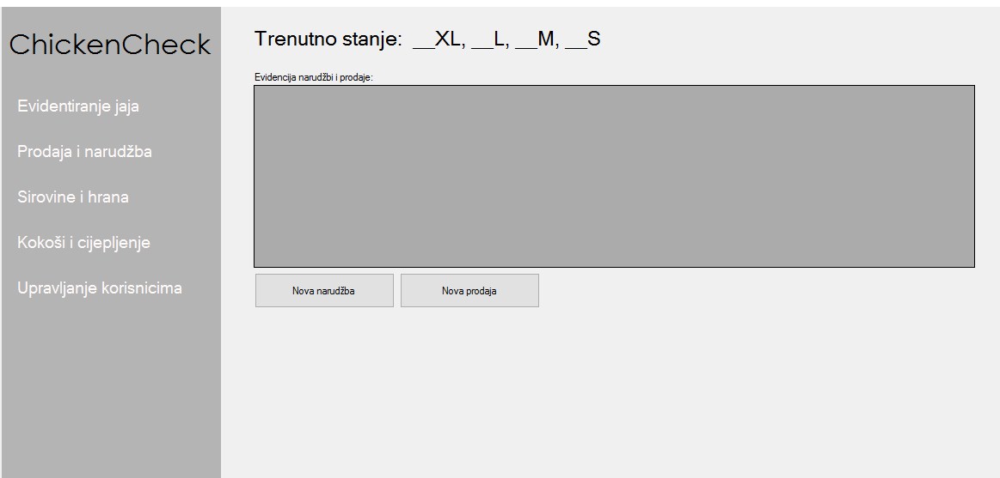 ChickenCheck
Evidentiranje jaja
Prodaja i narudžba
Sirovine i hrana
Kokoši i cijepljenje
Upravljanje korisnicima
Trenutno stanje: __XL, __L, __M, __S
Evidencija narudžbi i prodaje:
Nova narudžba
Nova prodaja